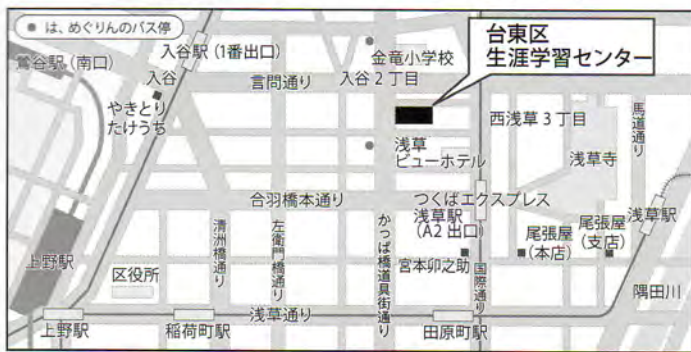 ● は、めぐりんのバス停
台東区
生涯学習センター
鶯谷駅（南口）
入谷駅（1番出口）
入谷
やきとり
たけうち
言問通り
金竜小学校
入谷2丁目
西浅草3丁目
馬道通り
浅草
ビューホテル
浅草寺
合羽橋本通り
つくばエクスプレス
浅草駅
（A2 出口）
浅草駅
清洲橋通り
左衛門橋通り
かっぱ橋道具街通り
国際通り
宮本卯之助
尾張屋
（本店）
尾張屋
（支店）
上野駅
区役所
隅田川
上野駅
稲荷町駅
浅草通り
田原町駅